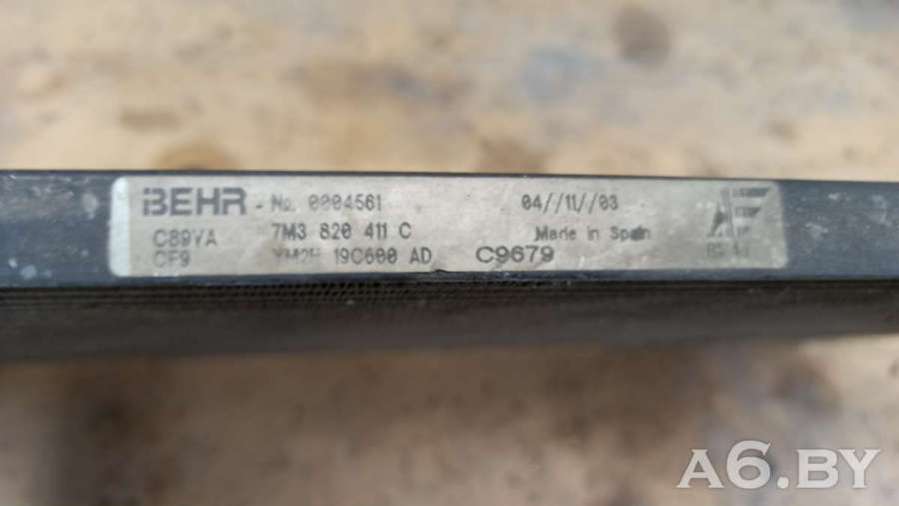 BEHR - No. 0004561 04//11//03
C89YA 7M3 820 411 C Made in Spain
CF9 19C600 AD C9679
A6.BY